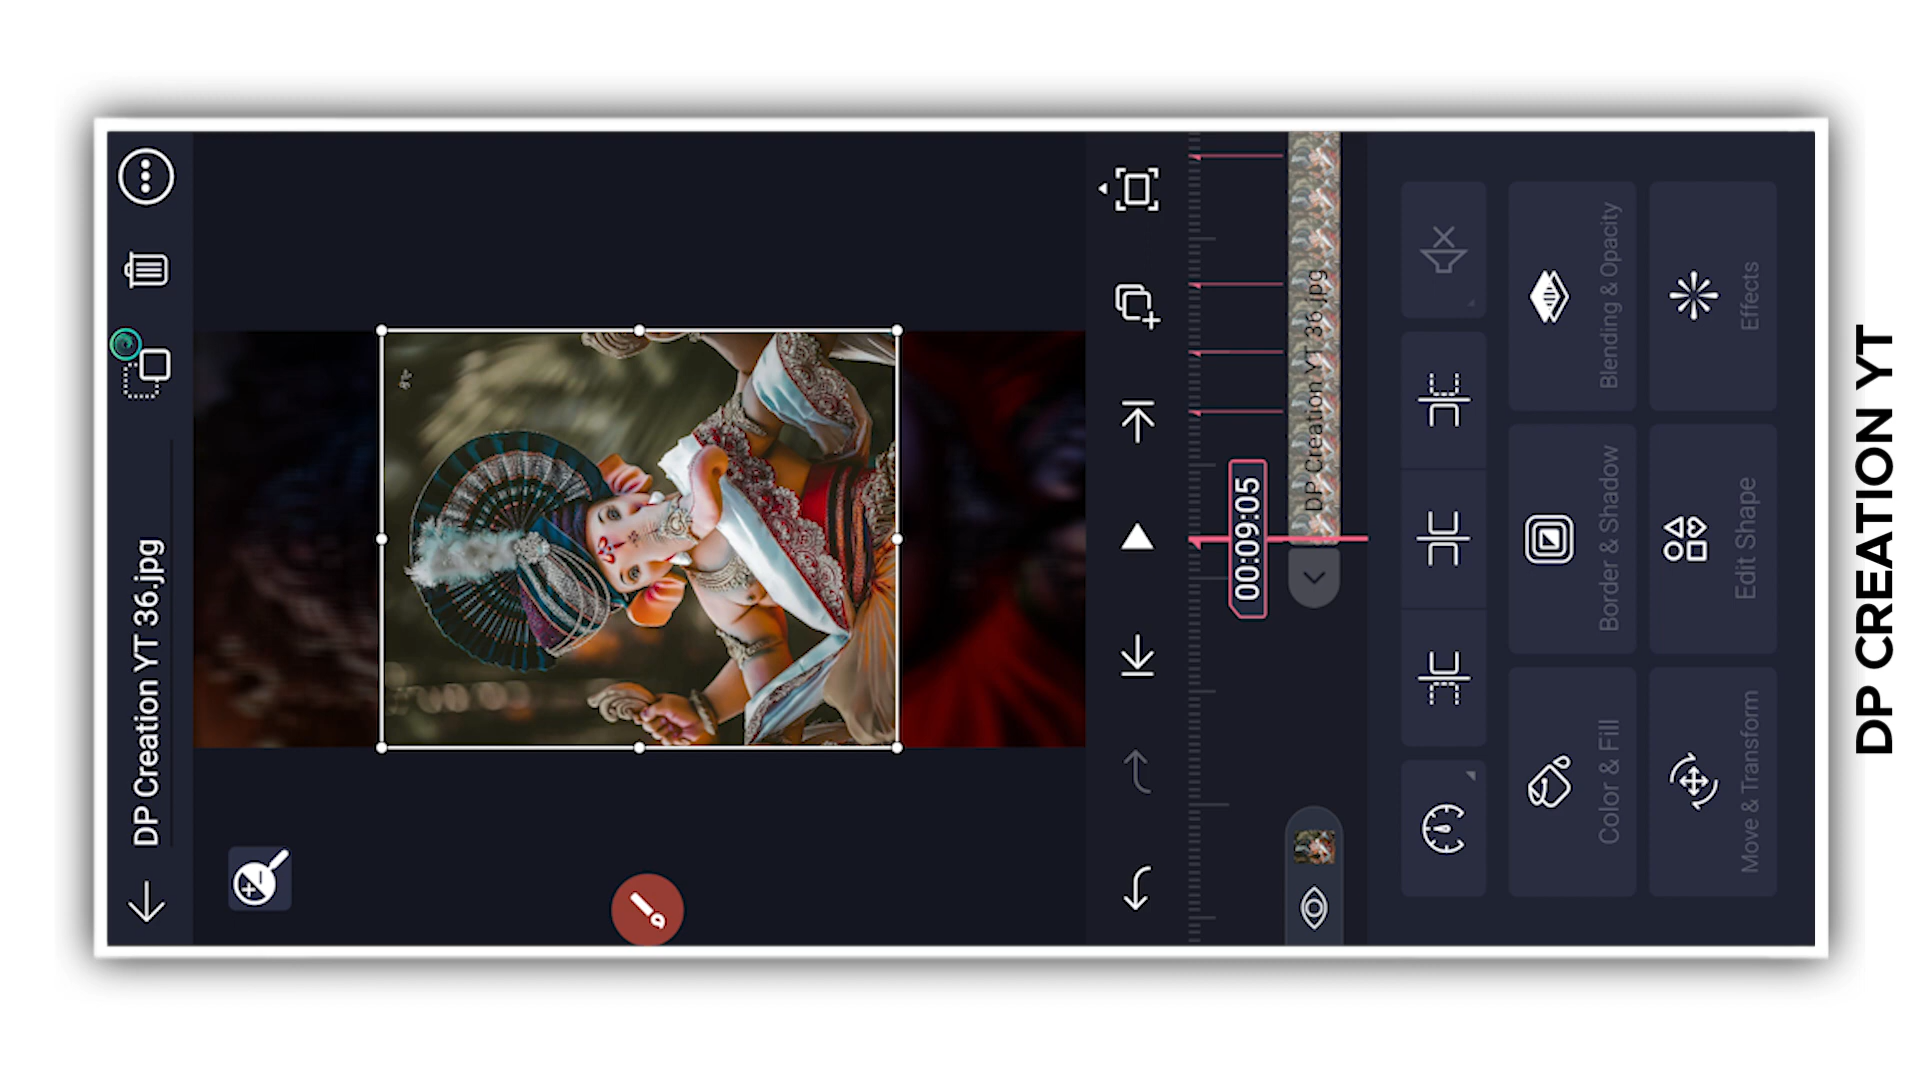 DP Creation YT 36.jpg
00:09:05
DP Creation YT 36.jpg
Color & Fill
Border & Shadow
Blending & Opacity
Move & Transform
Edit Shape
Effects
DP CREATION YT